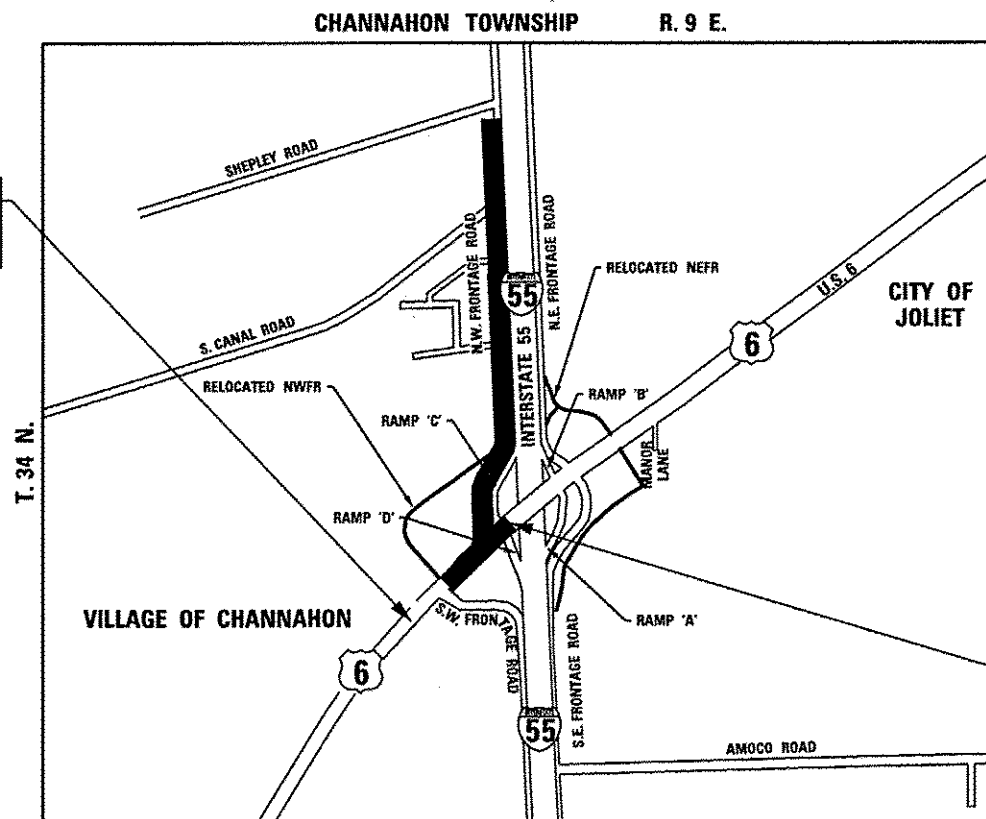 CHANNAHON TOWNSHIP R. 9 E.
SHEPLEY ROAD
N.W. FRONTAGE ROAD
N.E. FRONTAGE ROAD
RELOCATED NEFR
U.S. 6
INTERSTATE
55
6
CITY OF
JOLIET
S. CANAL ROAD
INTERSTATE 55
RELOCATED NWFR
RAMP 'B'
RAMP 'C'
T. 34 N.
MANOR
LANE
RAMP 'D'
VILLAGE OF CHANNAHON
S.W. FRONTAGE ROAD
RAMP 'A'
6
S.E. FRONTAGE ROAD
INTERSTATE
55
AMOCO ROAD